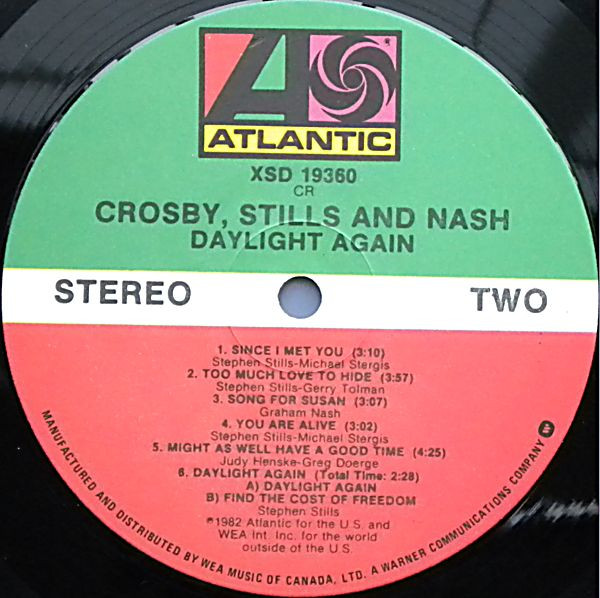 ATLANTIC
XSD 19360
CR
CROSBY, STILLS AND NASH
DAYLIGHT AGAIN
STEREO
TWO
1. SINCE I MET YOU (3:10)
Stephen Stills-Michael Stergis
2. TOO MUCH LOVE TO HIDE (3:57)
Stephen Stills-Gerry Tolman
3. SONG FOR SUSAN (3:07)
Graham Nash
4. YOU ARE ALIVE (3:02)
Stephen Stills-Michael Stergis
5. MIGHT AS WELL HAVE A GOOD TIME (4:25)
Judy Henske-Greg Doerge
6. DAYLIGHT AGAIN (Total Time: 2:28)
A) DAYLIGHT AGAIN
B) FIND THE COST OF FREEDOM
Stephen Stills
℗1982 Atlantic for the U.S. and
WEA Int. Inc. for the world
outside of the U.S.
MANUFACTURED AND DISTRIBUTED BY WEA MUSIC OF CANADA, LTD. A WARNER COMMUNICATIONS COMPANY